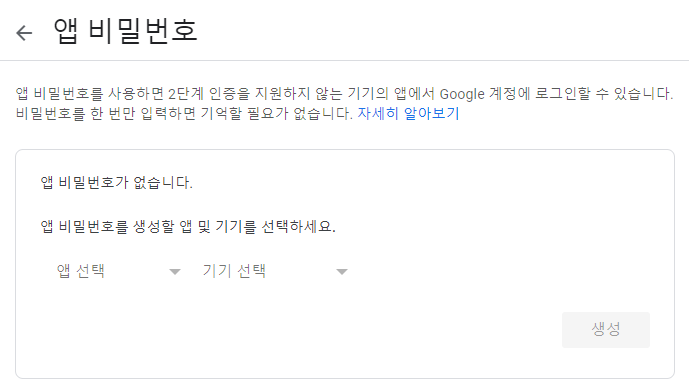 앱 비밀번호
앱 비밀번호를 사용하면 2단계 인증을 지원하지 않는 기기의 앱에서 Google 계정에 로그인할 수 있습니다.
비밀번호를 한 번만 입력하면 기억할 필요가 없습니다. 자세히 알아보기
앱 비밀번호가 없습니다.
앱 비밀번호를 생성할 앱 및 기기를 선택하세요.
앱 선택 기기 선택
생성